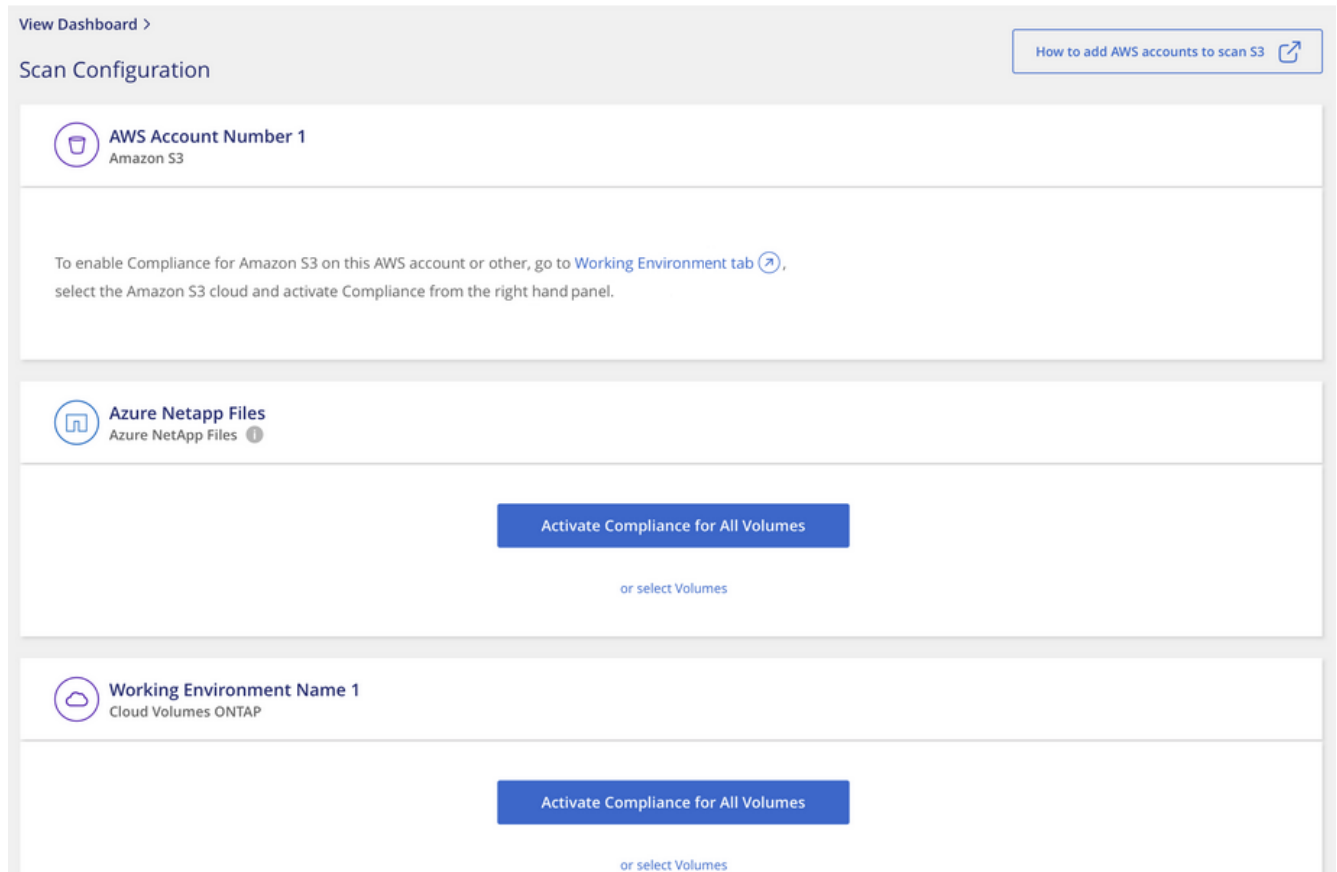 View Dashboard >
How to add AWS accounts to scan S3
Scan Configuration
AWS Account Number 1
Amazon S3
To enable Compliance for Amazon S3 on this AWS account or other, go to Working Environment tab,
select the Amazon S3 cloud and activate Compliance from the right hand panel.
Azure Netapp Files
Azure NetApp Files i
Activate Compliance for All Volumes
or select Volumes
Working Environment Name 1
Cloud Volumes ONTAP
Activate Compliance for All Volumes
or select Volumes